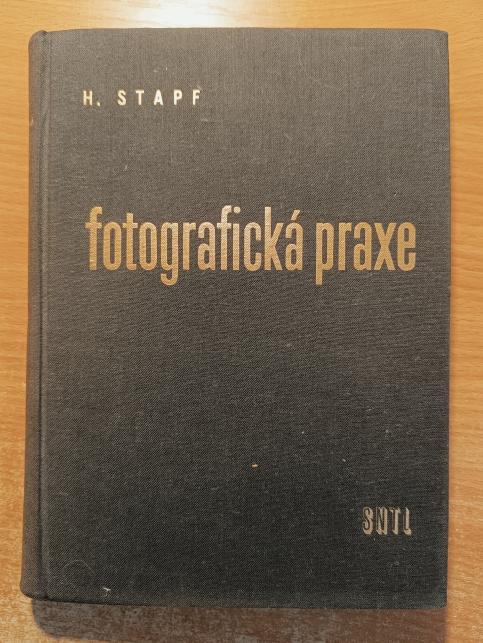 H. STAPF
fotografická praxe
SNTL